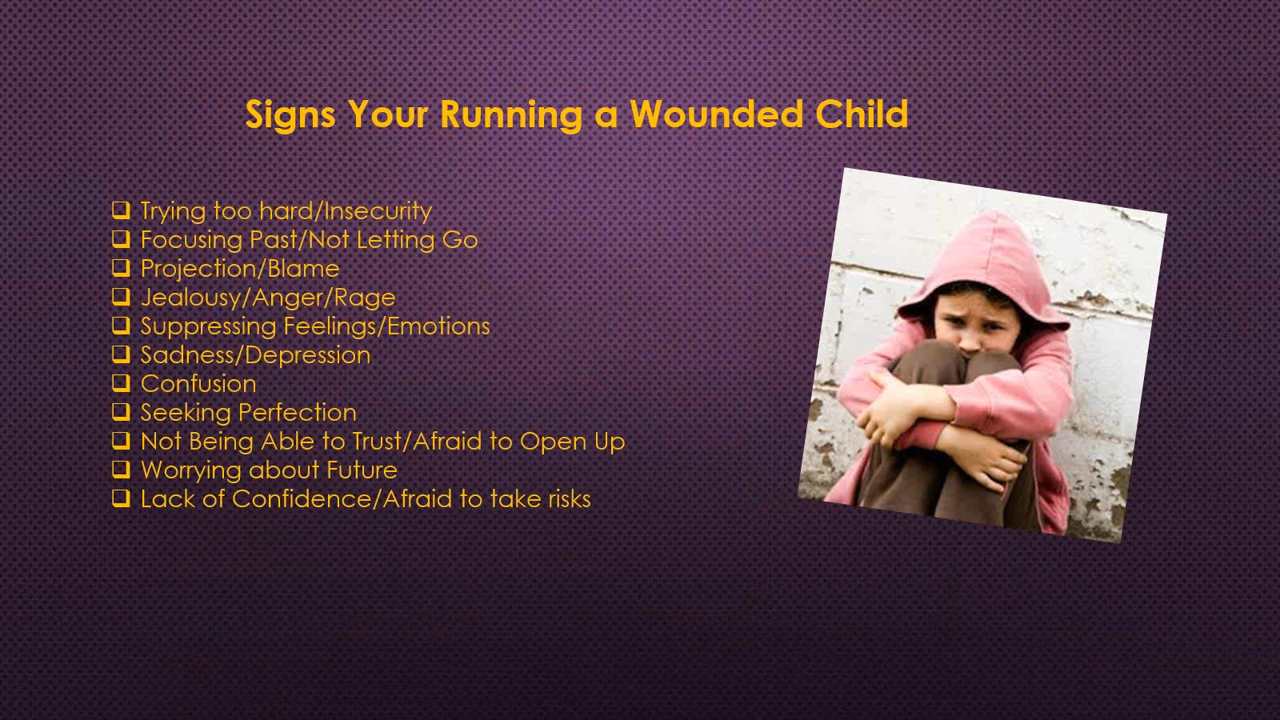 Signs Your Running a Wounded Child
❑ Trying too hard/Insecurity
❑ Focusing Past/Not Letting Go
❑ Projection/Blame
❑ Jealousy/Anger/Rage
❑ Suppressing Feelings/Emotions
❑ Sadness/Depression
❑ Confusion
❑ Seeking Perfection
❑ Not Being Able to Trust/Afraid to Open Up
❑ Worrying about Future
❑ Lack of Confidence/Afraid to take risks